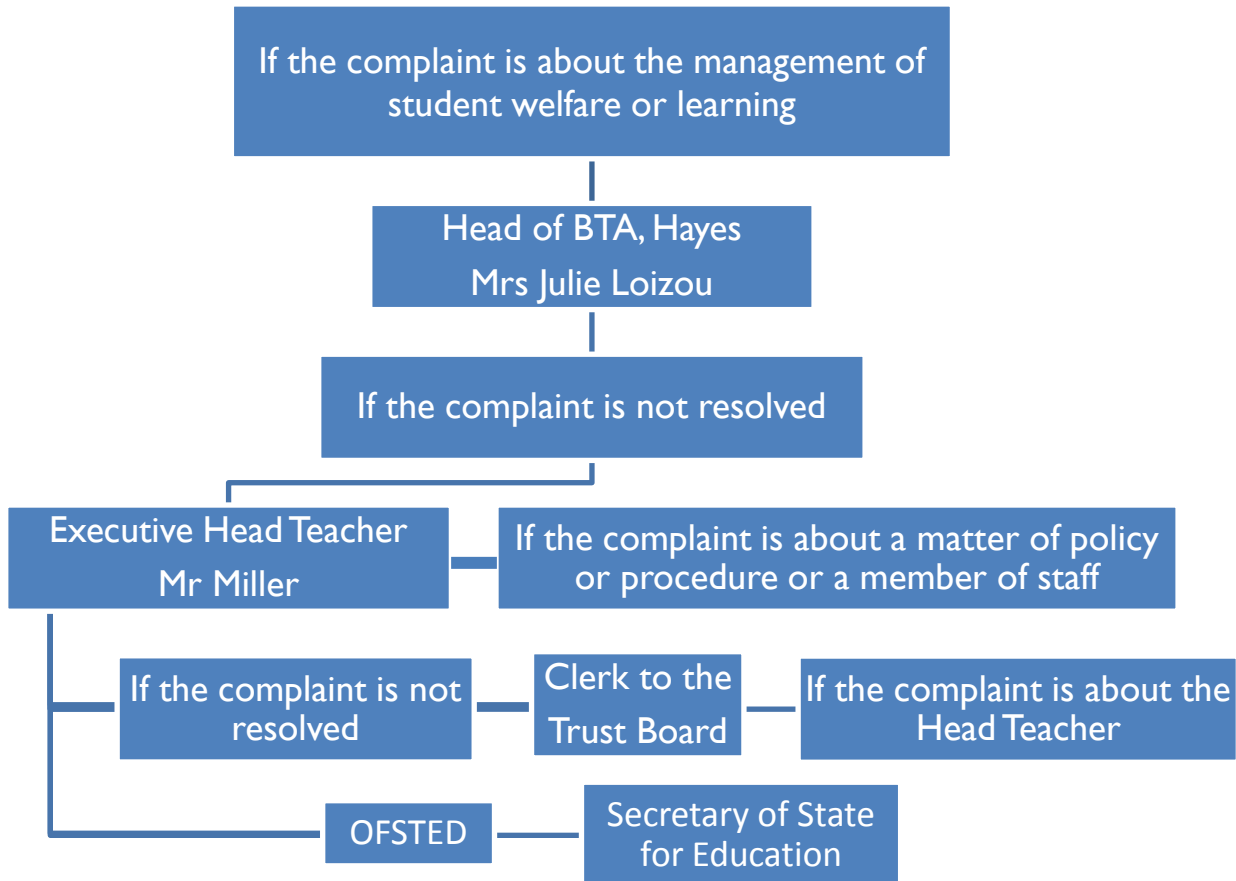 If the complaint is about the management of
student welfare or learning
Head of BTA, Hayes
Mrs Julie Loizou
If the complaint is not resolved
Executive Head Teacher
Mr Miller
If the complaint is about a matter of policy
or procedure or a member of staff
If the complaint is not
resolved
Clerk to the
Trust Board
If the complaint is about the
Head Teacher
OFSTED
Secretary of State
for Education